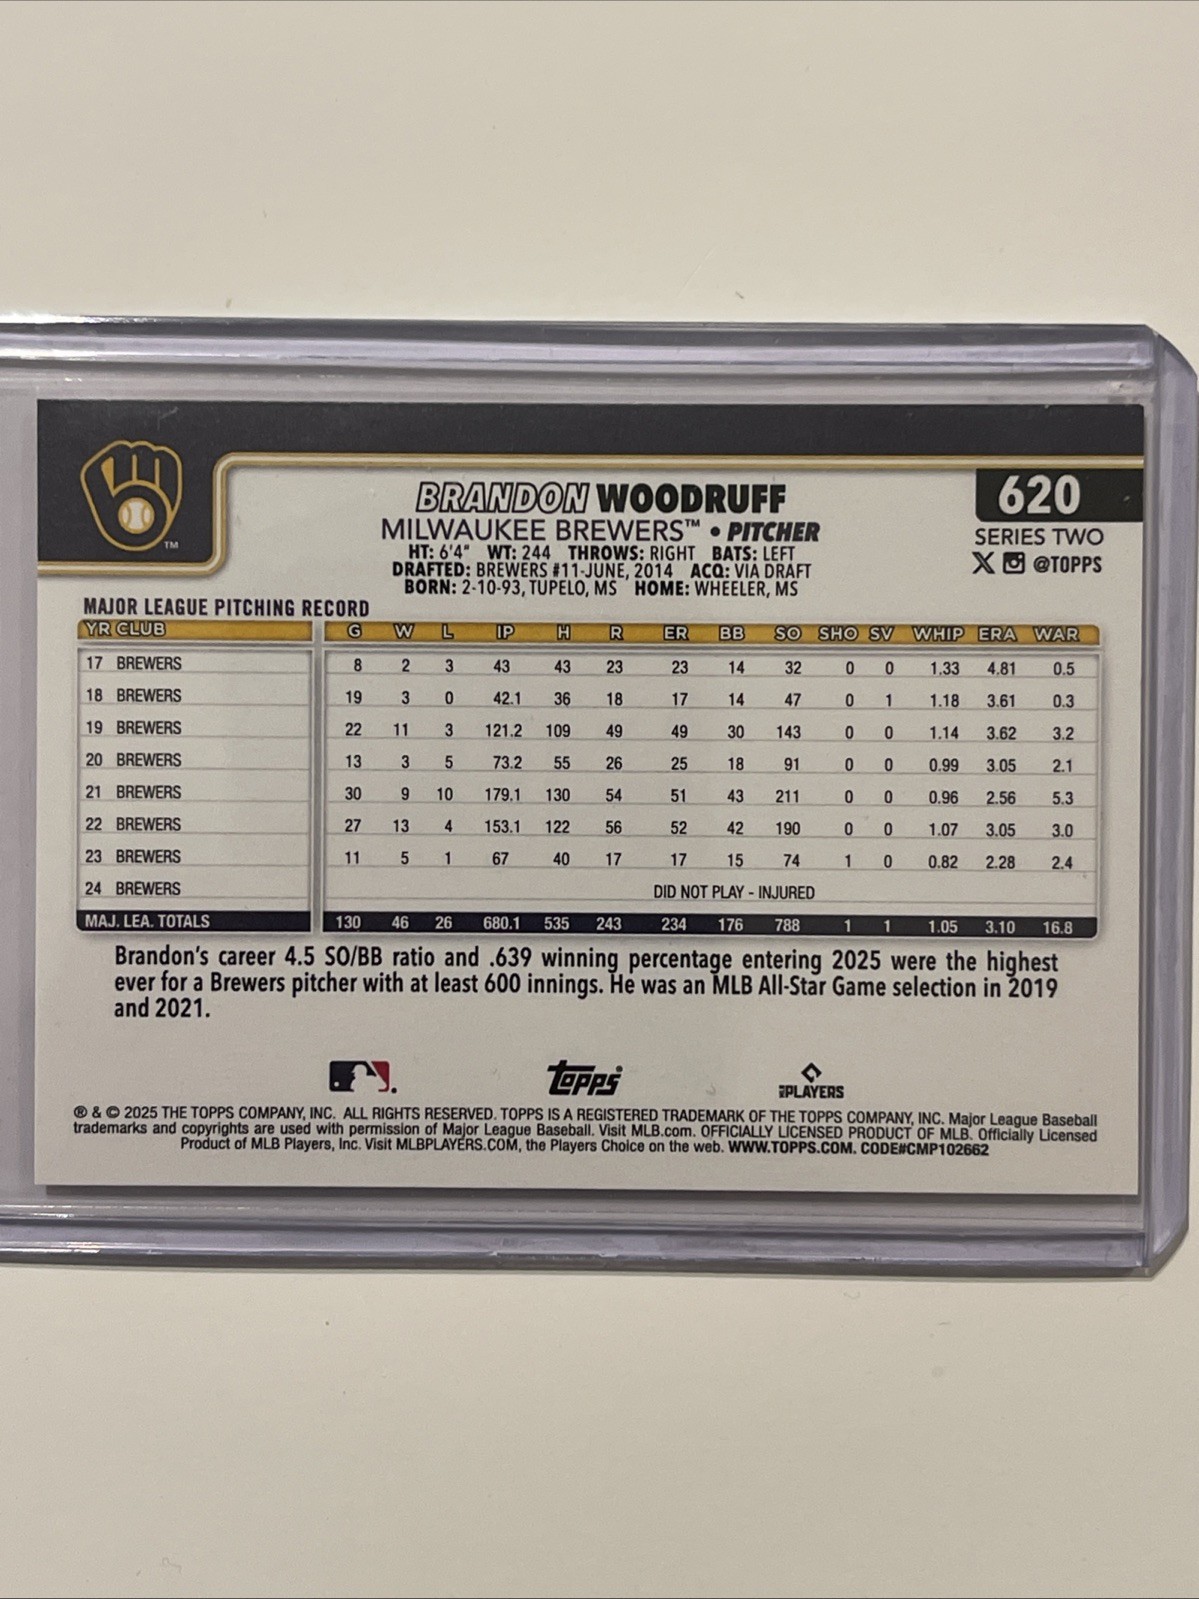 BRANDON WOODRUFF
MILWAUKEE BREWERS™ • PITCHER
HT: 6'4" WT: 244 THROWS: RIGHT BATS: LEFT
DRAFTED: BREWERS #11-JUNE, 2014 ACQ: VIA DRAFT
BORN: 2-10-93, TUPELO, MS HOME: WHEELER, MS
620
SERIES TWO
X @TOPPS
TM
MAJOR LEAGUE PITCHING RECORD
YR CLUB G W L IP H R ER BB SO SHO SV WHIP ERA WAR
17 BREWERS 8 2 3 43 43 23 23 14 32 0 0 1.33 4.81 0.5
18 BREWERS 19 3 0 42.1 36 18 17 14 47 0 1 1.18 3.61 0.3
19 BREWERS 22 11 3 121.2 109 49 49 30 143 0 0 1.14 3.62 3.2
20 BREWERS 13 3 5 73.2 55 26 25 18 91 0 0 0.99 3.05 2.1
21 BREWERS 30 9 10 179.1 130 54 51 43 211 0 0 0.96 2.56 5.3
22 BREWERS 27 13 4 153.1 122 56 52 42 190 0 0 1.07 3.05 3.0
23 BREWERS 11 5 1 67 40 17 17 15 74 1 0 0.82 2.28 2.4
24 BREWERS DID NOT PLAY - INJURED
MAJ. LEA. TOTALS 130 46 26 680.1 535 243 234 176 788 1 1 1.05 3.10 16.8
Brandon's career 4.5 SO/BB ratio and .639 winning percentage entering 2025 were the highest
ever for a Brewers pitcher with at least 600 innings. He was an MLB All-Star Game selection in 2019
and 2021.
topps
MLB PLAYERS
® & © 2025 THE TOPPS COMPANY, INC. ALL RIGHTS RESERVED. TOPPS IS A REGISTERED TRADEMARK OF THE TOPPS COMPANY, INC. Major League Baseball
trademarks and copyrights are used with permission of Major League Baseball. Visit MLB.com. OFFICIALLY LICENSED PRODUCT OF MLB. Officially Licensed
Product of MLB Players, Inc. Visit MLBPLAYERS.COM, the Players Choice on the web. WWW.TOPPS.COM. CODE#CMP102662